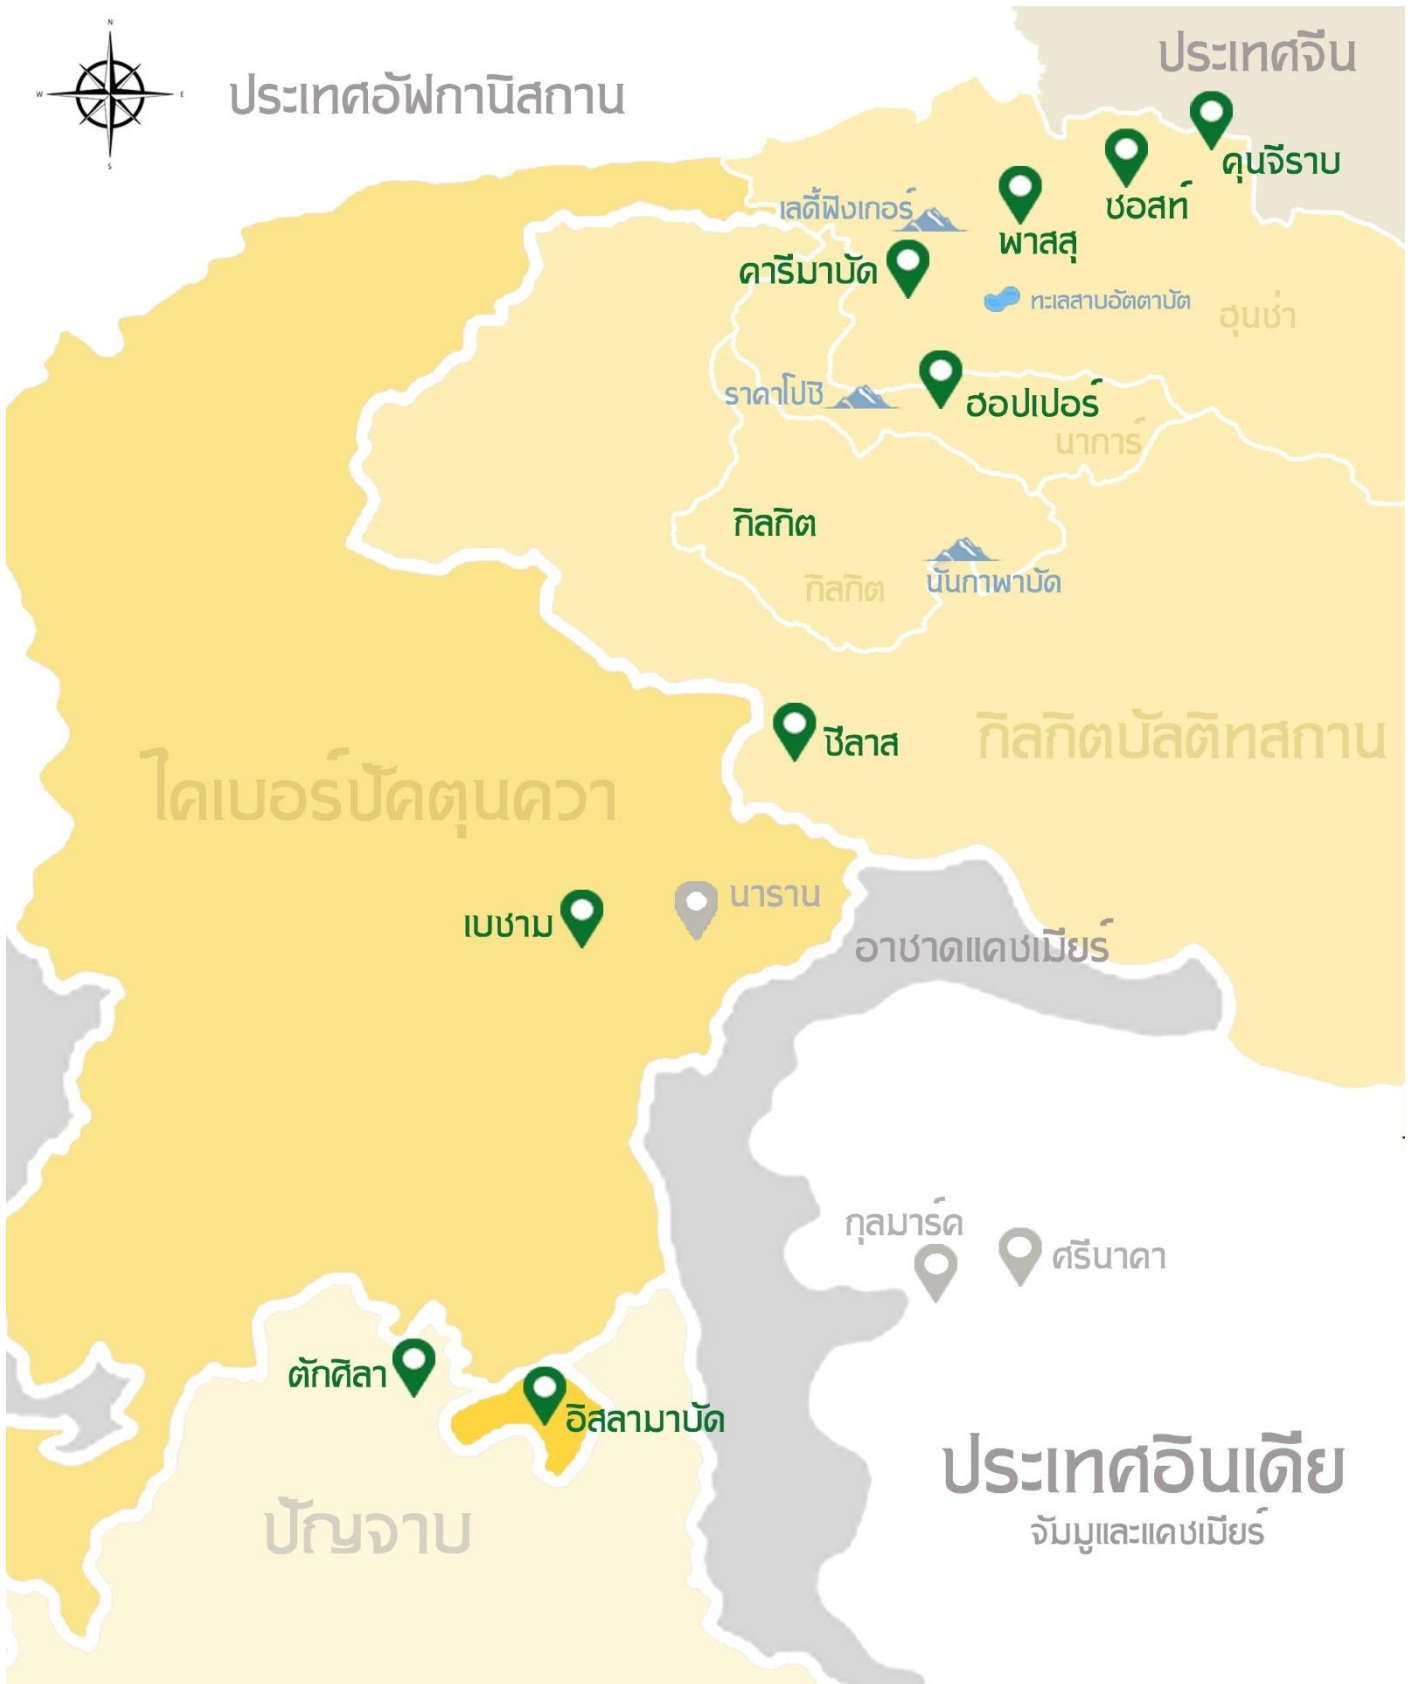 N
W
E
S
ประเทศอัฟกานิสถาน
ประเทศจีน
คุนจีราบ
ซอสท์
เลดี้ฟิงเกอร์
พาสสุ
คารีมาบัด
ทะเลสาบอัตตาบัต
ฮุนซ่า
ราคาโปชิ
ฮอปเปอร์
นาการ์
กิลกิต
นันกาพาบัด
กิลกิต
ชีลาส
กิลกิตบัลติทสถาน
ไคเบอร์ปัคตุนควา
นาราน
เบชาม
อาซาดแคชเมียร์
กุลมาร์ค
ศรีนาคา
ตักศิลา
อิสลามาบัด
ประเทศอินเดีย
จัมมูและแคชเมียร์
ปัญจาบ